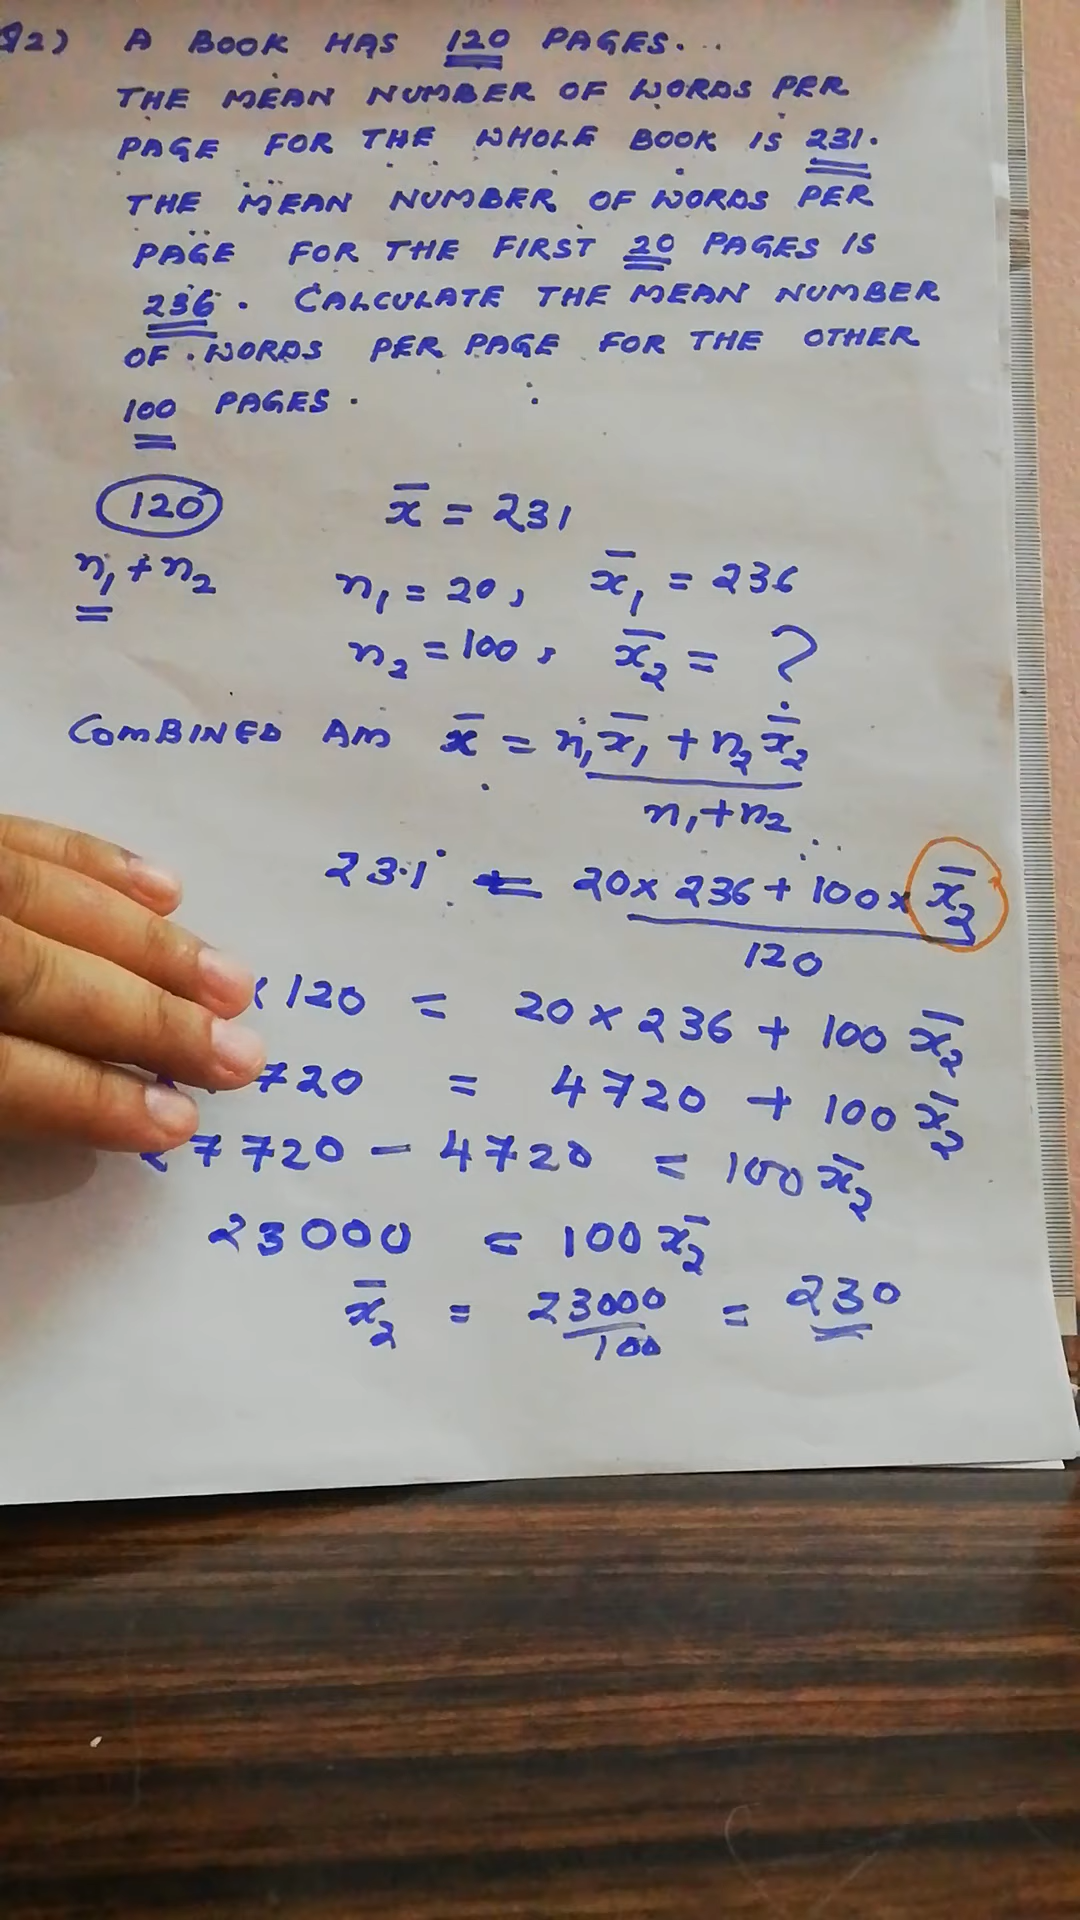 Q2) A BOOK HAS 120 PAGES.
THE MEAN NUMBER OF WORDS PER
PAGE FOR THE WHOLE BOOK IS 231.
THE MEAN NUMBER OF WORDS PER
PAGE FOR THE FIRST 20 PAGES IS
236. CALCULATE THE MEAN NUMBER
OF WORDS PER PAGE FOR THE OTHER
100 PAGES.
120 x̄ = 231
n₁ + n₂ n₁ = 20, x̄₁ = 236
n₂ = 100, x̄₂ = ?
COMBINED AM x̄ = n₁x̄₁ + n₂x̄₂
n₁+n₂
231 = 20 × 236 + 100 × x̄₂
120
× 120 = 20 × 236 + 100 x̄₂
720 = 4720 + 100 x̄₂
27720 - 4720 = 100 x̄₂
23000 = 100 x̄₂
x̄₂ = 23000 = 230
100